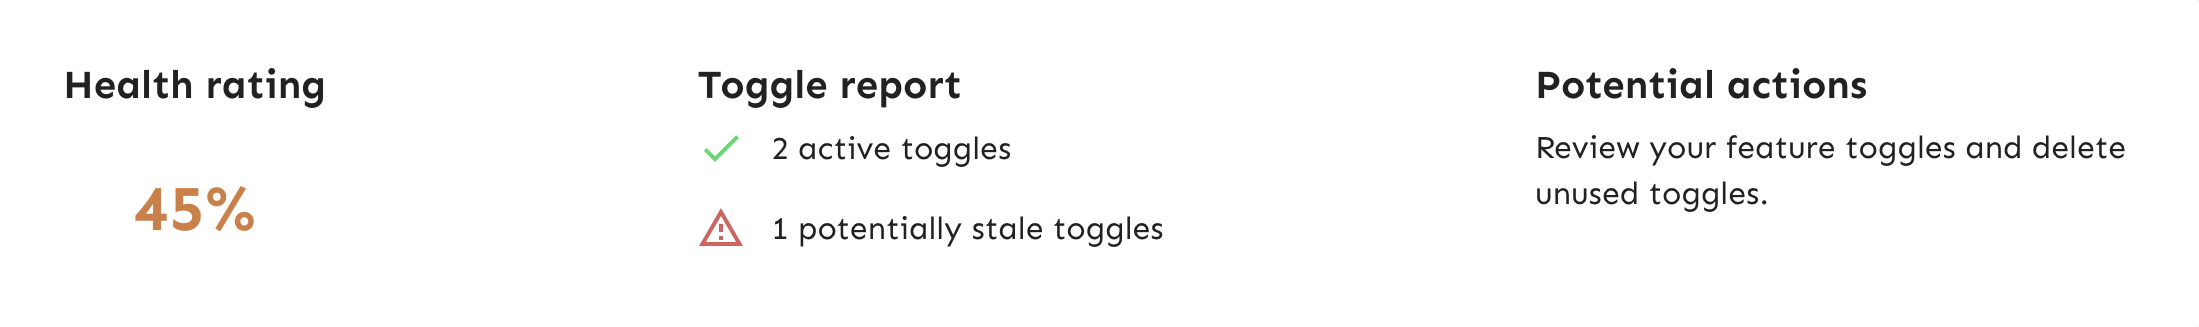 Health rating
45%
Toggle report
2 active toggles
1 potentially stale toggles
Potential actions
Review your feature toggles and delete
unused toggles.